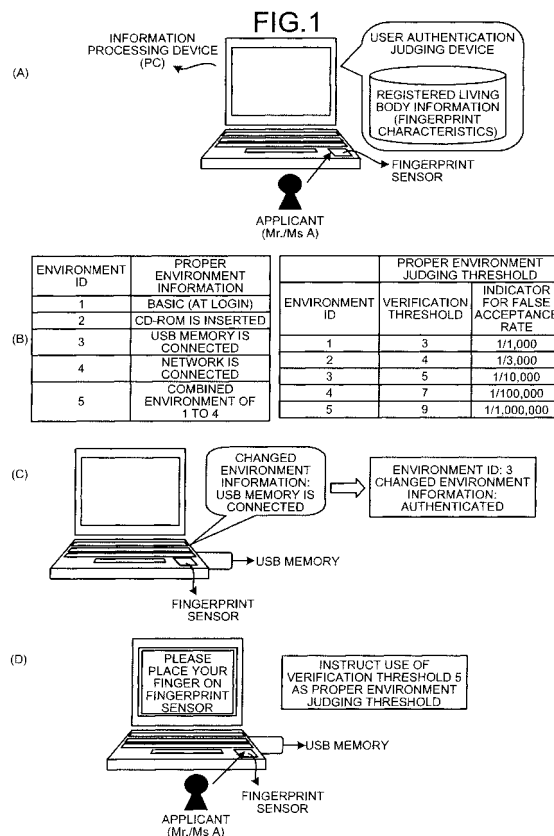 FIG.1
(A)
INFORMATION
PROCESSING DEVICE
(PC)
USER AUTHENTICATION
JUDGING DEVICE
REGISTERED LIVING
BODY INFORMATION
(FINGERPRINT
CHARACTERISTICS)
FINGERPRINT
SENSOR
APPLICANT
(Mr./Ms A)
(B)
ENVIRONMENT ID PROPER ENVIRONMENT INFORMATION
1 BASIC (AT LOGIN)
2 CD-ROM IS INSERTED
3 USB MEMORY IS CONNECTED
4 NETWORK IS CONNECTED
5 COMBINED ENVIRONMENT OF 1 TO 4
PROPER ENVIRONMENT JUDGING THRESHOLD
ENVIRONMENT ID VERIFICATION THRESHOLD INDICATOR FOR FALSE ACCEPTANCE RATE
1 3 1/1,000
2 4 1/3,000
3 5 1/10,000
4 7 1/100,000
5 9 1/1,000,000
(C)
CHANGED
ENVIRONMENT
INFORMATION:
USB MEMORY IS
CONNECTED
ENVIRONMENT ID: 3
CHANGED ENVIRONMENT
INFORMATION:
AUTHENTICATED
USB MEMORY
FINGERPRINT
SENSOR
(D)
PLEASE
PLACE YOUR
FINGER ON
FINGERPRINT
SENSOR
INSTRUCT USE OF
VERIFICATION THRESHOLD 5
AS PROPER ENVIRONMENT
JUDGING THRESHOLD
USB MEMORY
FINGERPRINT
SENSOR
APPLICANT
(Mr./Ms A)